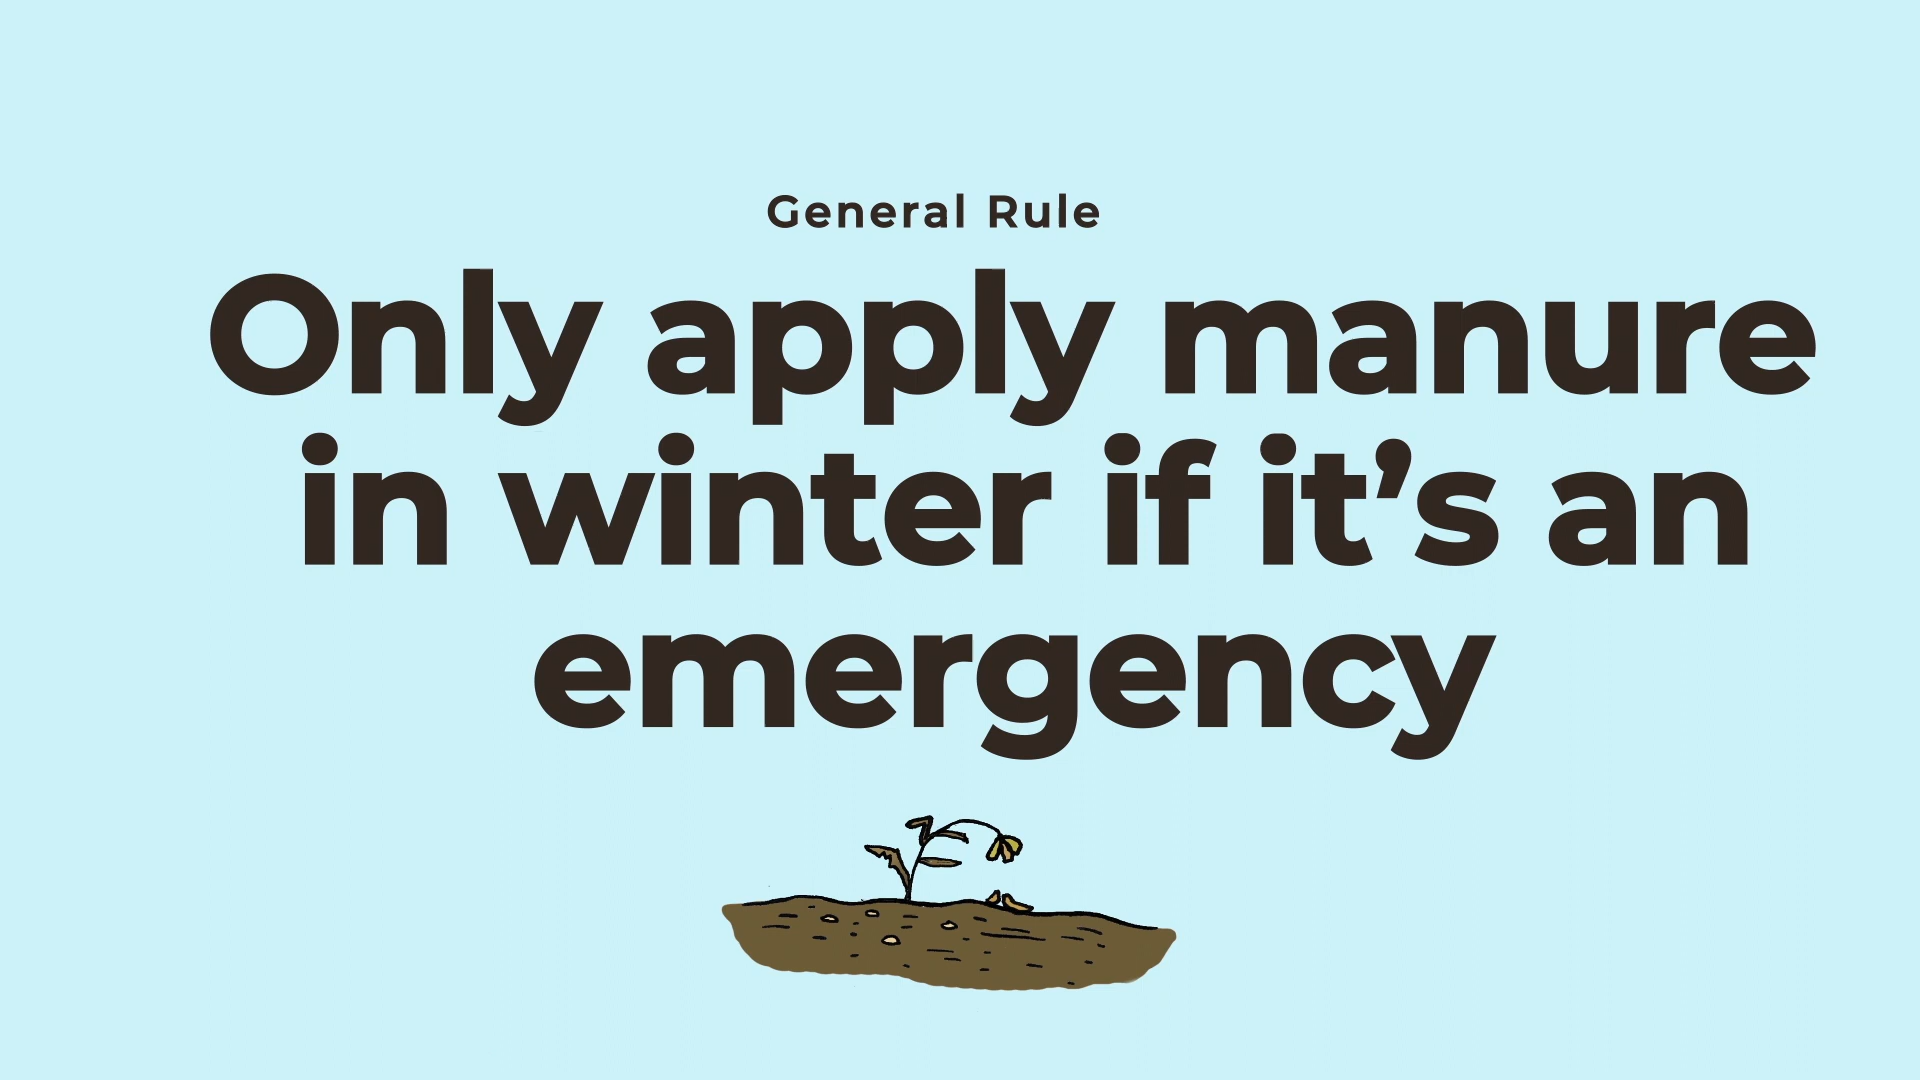 General Rule
Only apply manure
in winter if it’s an
emergency